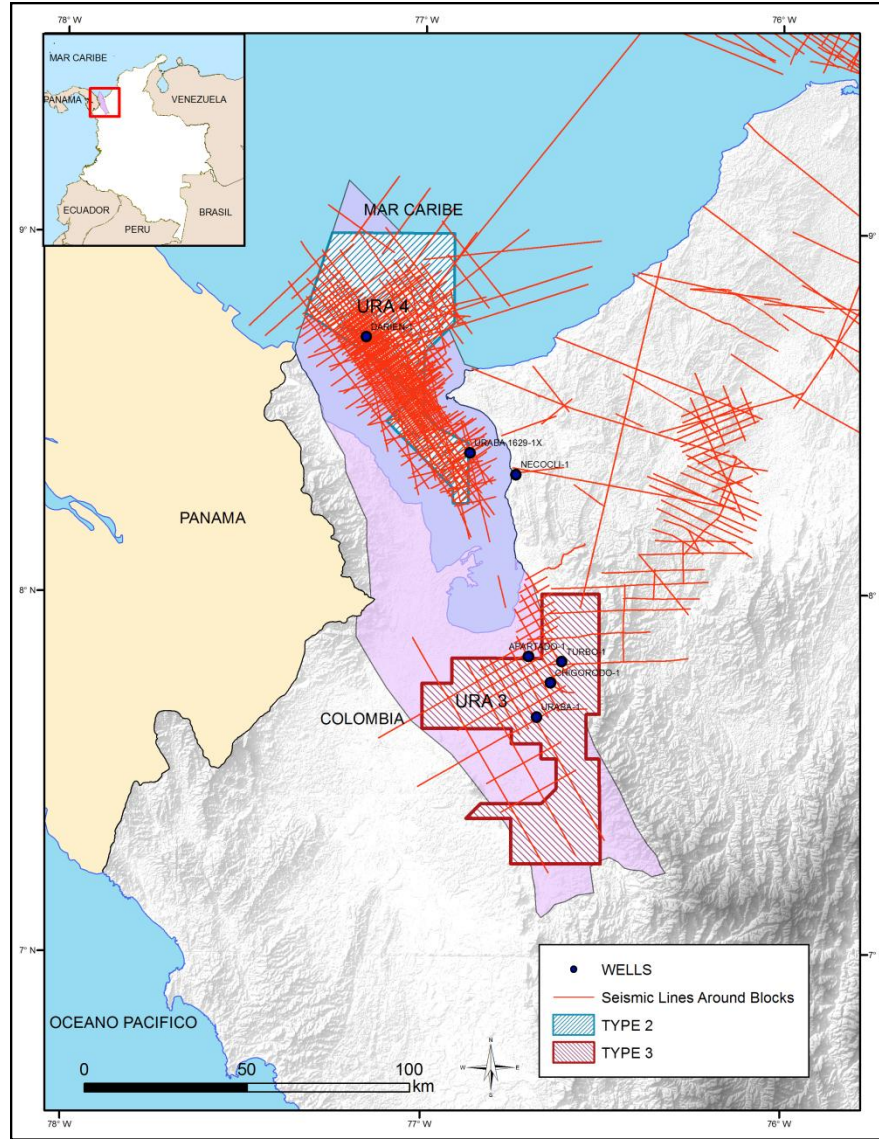 78° W
77° W
76° W
MAR CARIBE
PANAMA
VENEZUELA
ECUADOR
PERU
BRASIL
9° N
9° N
MAR CARIBE
URA 4
DARIEN-1
URABA 1629-1X
NECOCLI-1
PANAMA
8° N
8° N
APARTADO-1
TURBO-1
CHIGORODO-1
URA 3
URABA-1
COLOMBIA
7° N
7°
OCEANO PACIFICO
WELLS
Seismic Lines Around Blocks
TYPE 2
TYPE 3
0 50 100
km
N
W E
S
78° W
77° W
76° W